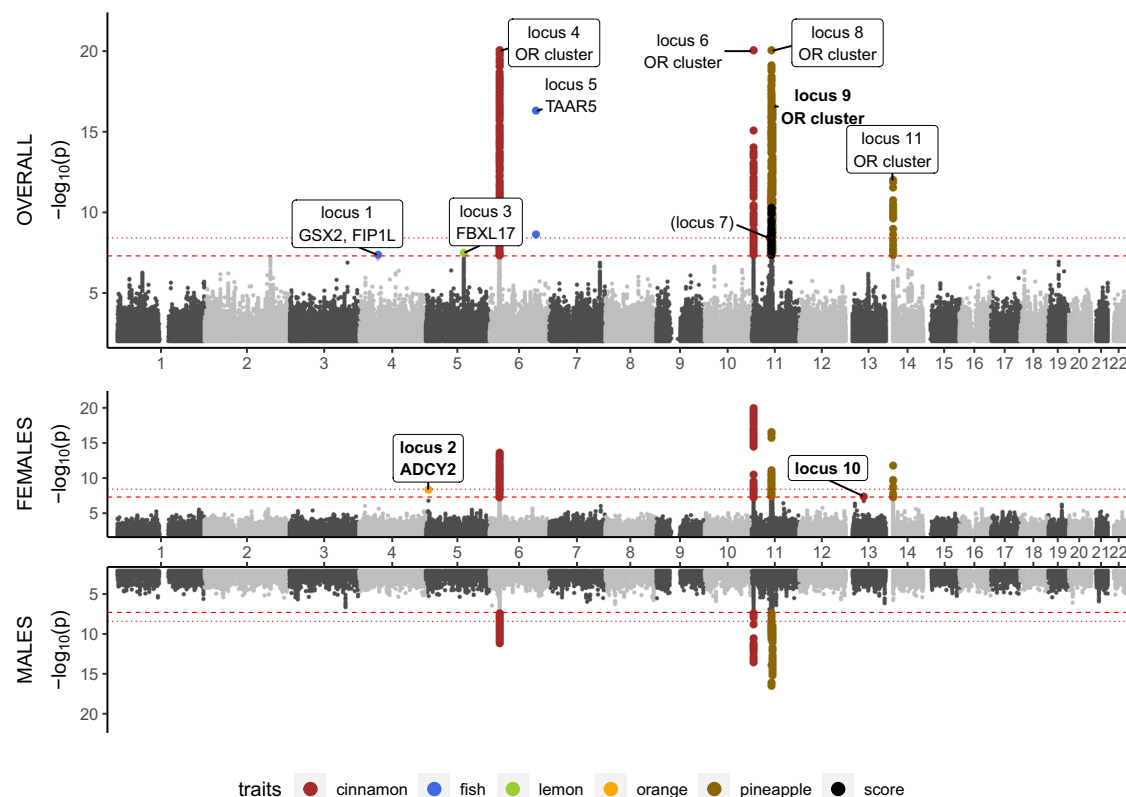 OVERALL
−log10(p)
20
15
10
5
locus 4
OR cluster
locus 5
TAAR5
locus 6
OR cluster
locus 8
OR cluster
locus 9
OR cluster
locus 11
OR cluster
locus 1
GSX2, FIP1L
locus 3
FBXL17
(locus 7)
1 2 3 4 5 6 7 8 9 10 11 12 13 14 15 16 17 18 19 20 21 22
FEMALES
−log10(p)
20
15
10
5
locus 2
ADCY2
locus 10
1 2 3 4 5 6 7 8 9 10 11 12 13 14 15 16 17 18 19 20 21 22
MALES
−log10(p)
5
10
15
20
traits cinnamon fish lemon orange pineapple score